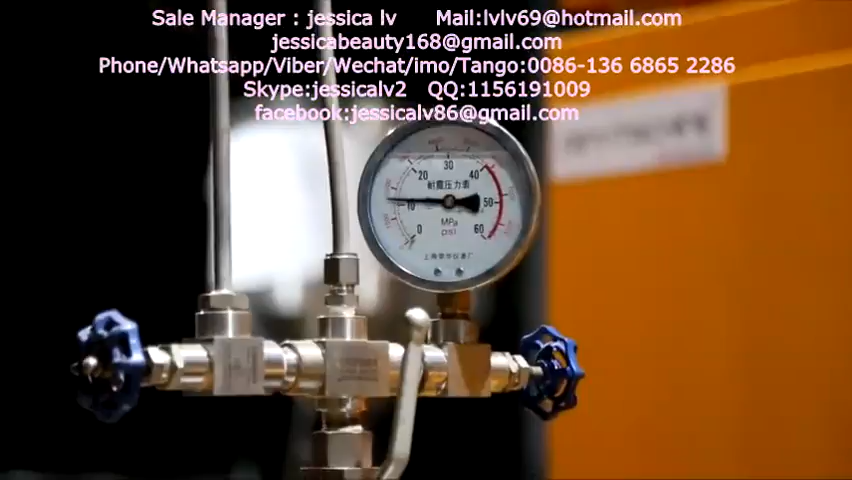 Sale Manager : jessica lv Mail:lvlv69@hotmail.com
jessicabeauty168@gmail.com
Phone/Whatsapp/Viber/Wechat/imo/Tango:0086-136 6865 2286
Skype:jessicalv2 QQ:1156191009
facebook:jessicalv86@gmail.com
30
20 40
耐震压力表
10 50
MPa
psi
0 60